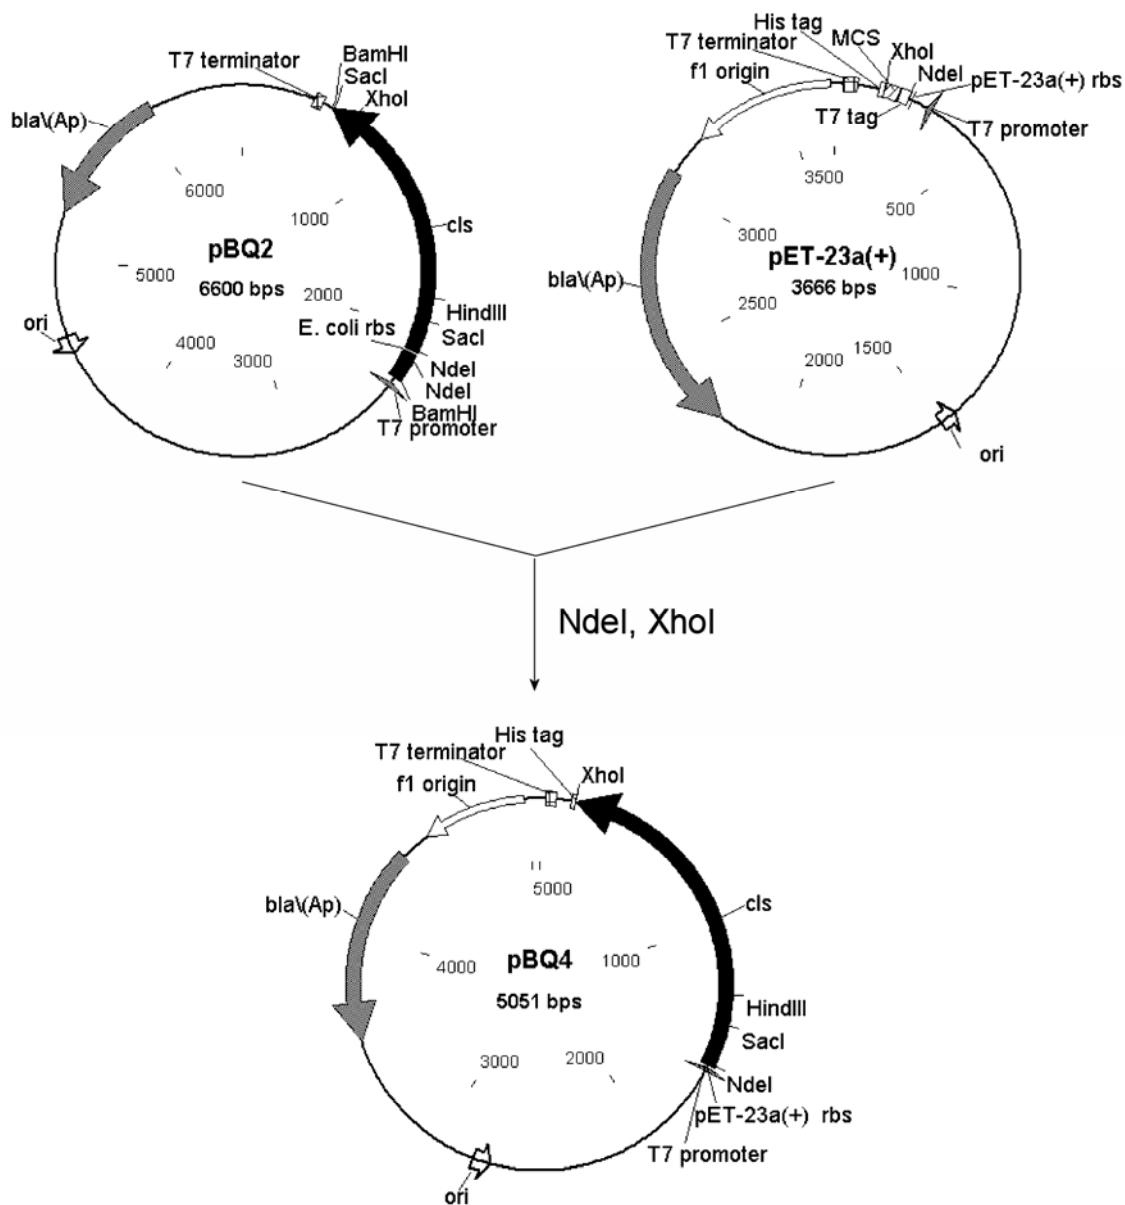 T7 terminator
BamHI
SacI
XhoI
bla\(Ap)
6000
1000
cls
pBQ2
6600 bps
5000
2000
HindIII
SacI
E. coli rbs
ori
4000
3000
NdeI
NdeI
BamHI
T7 promoter
His tag
MCS
T7 terminator
XhoI
f1 origin
NdeI
pET-23a(+) rbs
T7 tag
T7 promoter
3500
500
3000
pET-23a(+)
3666 bps
1000
bla\(Ap)
2500
2000
1500
ori
NdeI, XhoI
His tag
T7 terminator
XhoI
f1 origin
5000
bla\(Ap)
cls
4000
pBQ4
1000
5051 bps
HindIII
SacI
3000
2000
NdeI
pET-23a(+) rbs
T7 promoter
ori